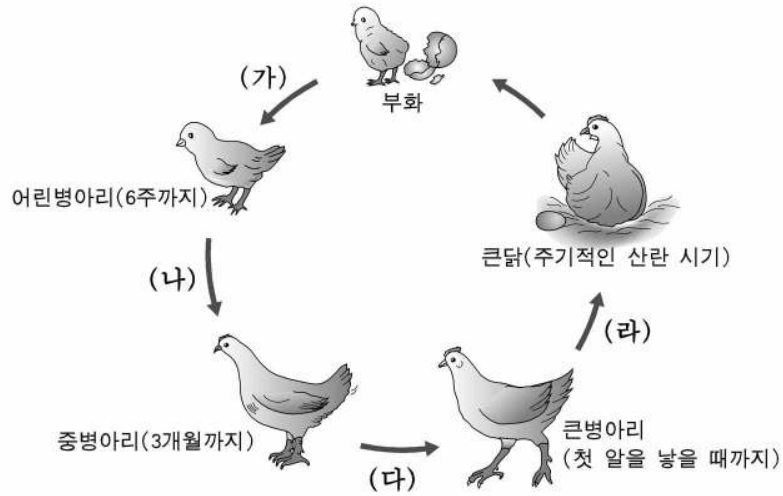 부화
(가)
어린병아리(6주까지)
(나)
중병아리(3개월까지)
(다)
큰병아리
(첫 알을 낳을 때까지)
(라)
큰닭(주기적인 산란 시기)